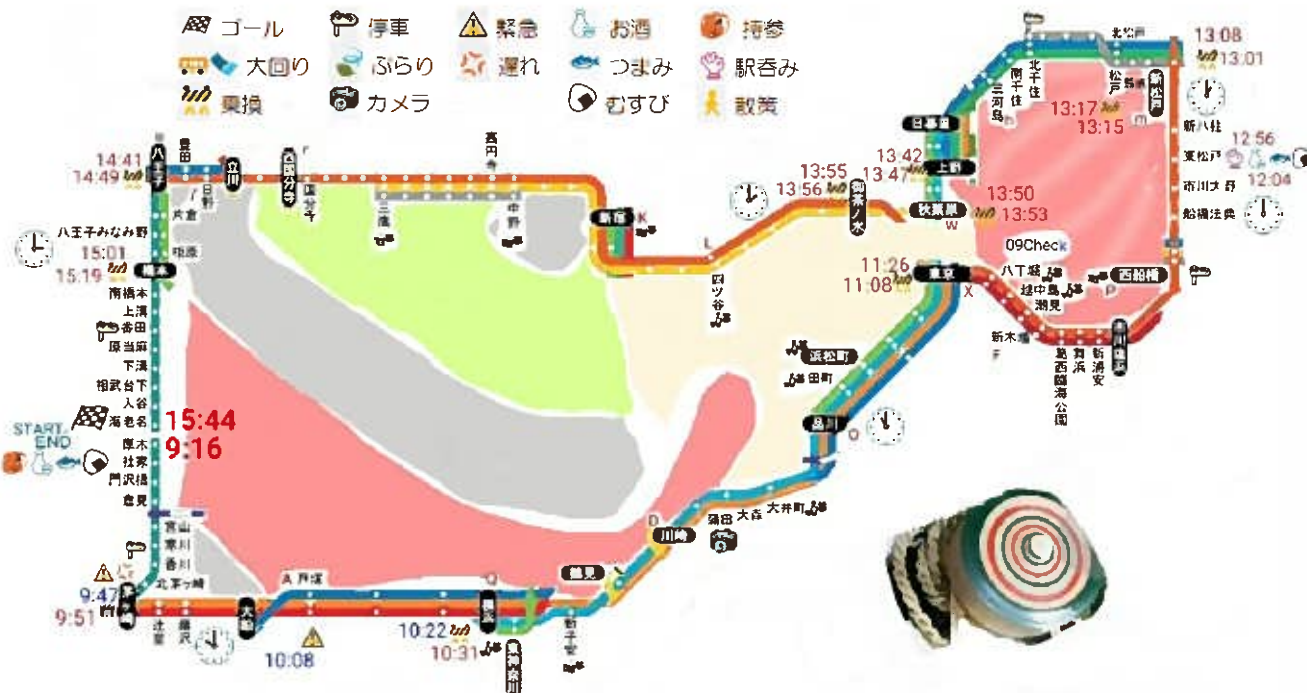 ゴール
停車
緊急
お酒
持参
大回り
ぶらり
遅れ
つまみ
駅呑み
乗換
カメラ
むすび
散策
北松戸
13:08
13:01
北千住
南千住
三河島
松戸
新松戸
13:17
13:15
日暮里
新八柱
12:56
東松戸
12:04
市川大野
船橋法典
高円寺
豊田
八王子
立川
西国分寺
国分寺
日野
14:41
14:49
三鷹
中野
新宿
K
13:55
13:56
御茶ノ水
13:42
13:47
上野
秋葉原
W
13:50
13:53
片倉
八王子みなみ野
相原
15:01
15:19
橋本
L
四ツ谷
09Check
11:26
11:08
東京
X
八丁堀
越中島
潮見
西船橋
P
新木場
F
葛西臨海公園
舞浜
新浦安
市川塩浜
南橋本
上溝
番田
原当麻
下溝
相武台下
入谷
海老名
15:44
9:16
START
END
厚木
社家
門沢橋
倉見
宮山
寒川
香川
北茅ヶ崎
浜松町
田町
品川
O
大井町
大森
蒲田
D
川崎
鶴見
9:47
9:51
茅ヶ崎
辻堂
藤沢
大船
戸塚
10:08
10:22
10:31
Q
横浜
東神奈川
新子安